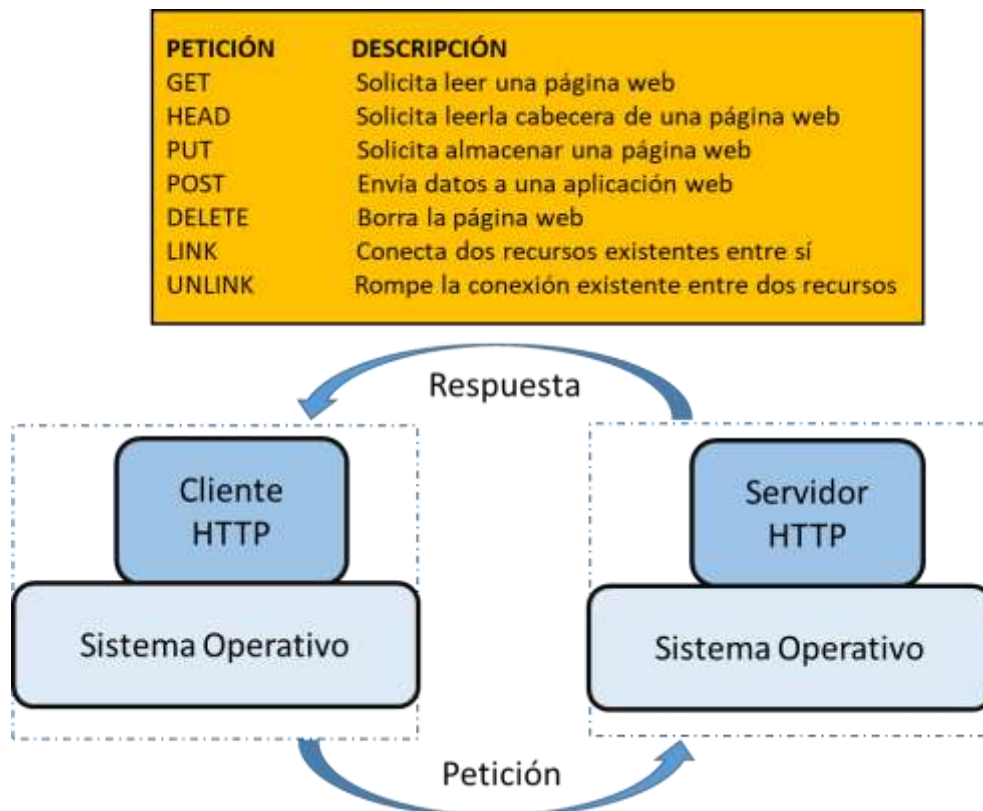 PETICIÓN DESCRIPCIÓN
GET Solicita leer una página web
HEAD Solicita leerla cabecera de una página web
PUT Solicita almacenar una página web
POST Envía datos a una aplicación web
DELETE Borra la página web
LINK Conecta dos recursos existentes entre sí
UNLINK Rompe la conexión existente entre dos recursos
Respuesta
Cliente
HTTP
Servidor
HTTP
Sistema Operativo
Sistema Operativo
Petición